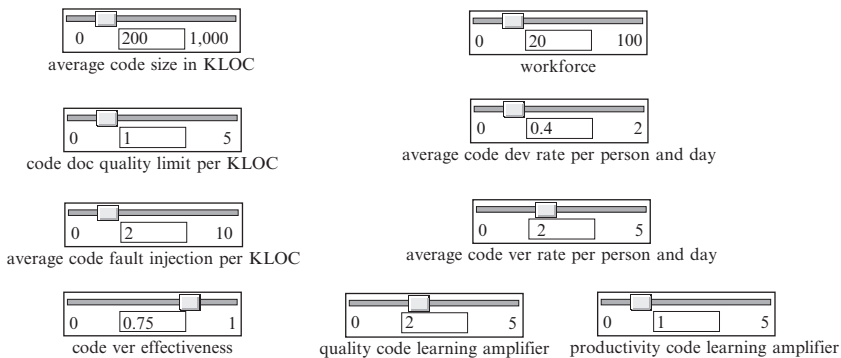 0 200 1,000
average code size in KLOC
0 20 100
workforce
0 1 5
code doc quality limit per KLOC
0 0.4 2
average code dev rate per person and day
0 2 10
average code fault injection per KLOC
0 2 5
average code ver rate per person and day
0 0.75 1
code ver effectiveness
0 2 5
quality code learning amplifier
0 1 5
productivity code learning amplifier